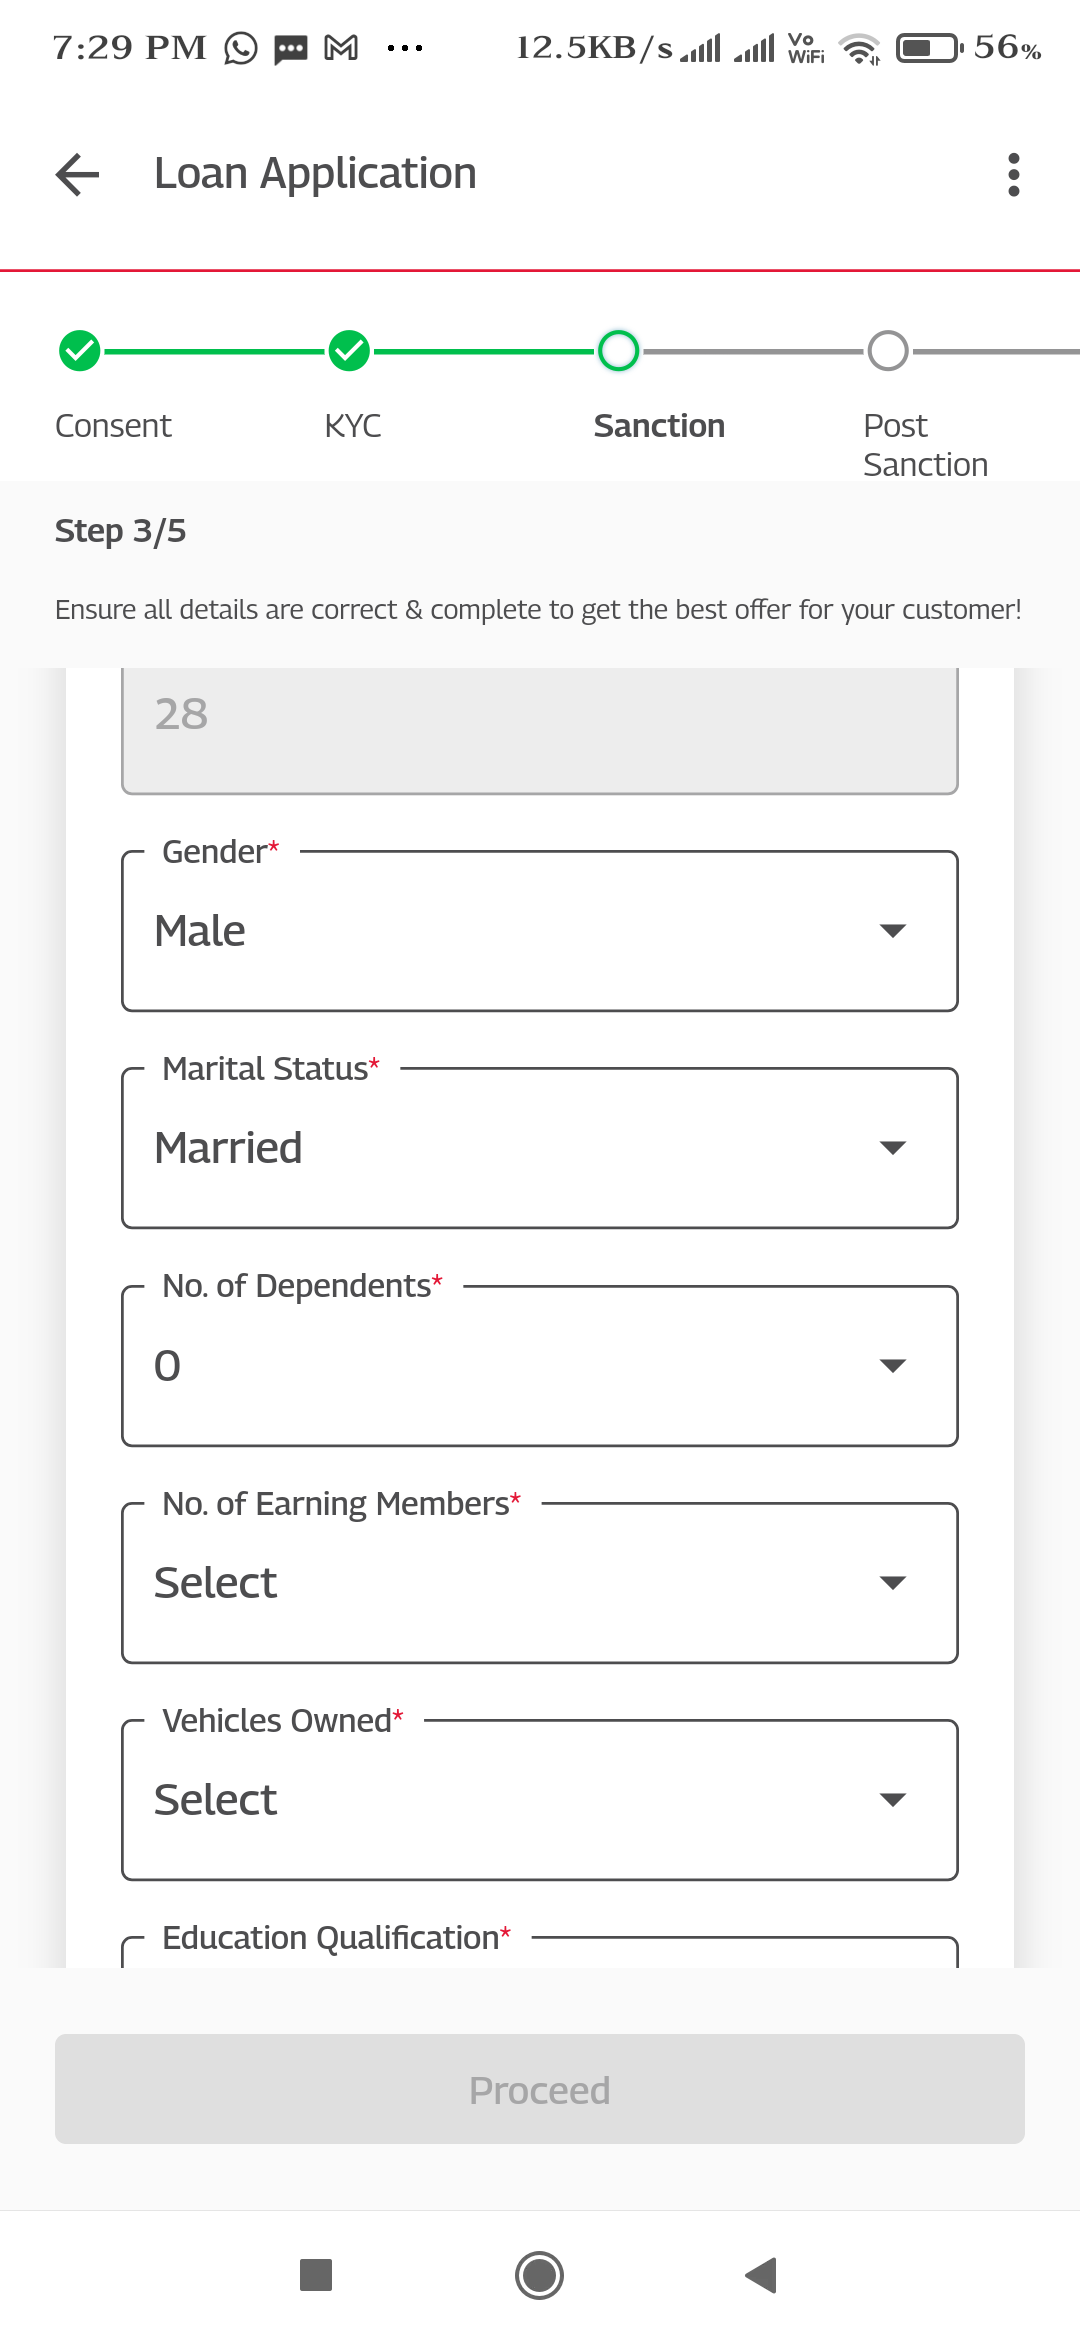 7:29 PM ... 12.5KB/s Vo WiFi 56%
Loan Application
Consent KYC Sanction Post Sanction
Step 3/5
Ensure all details are correct & complete to get the best offer for your customer!
28
Gender*
Male
Marital Status*
Married
No. of Dependents*
0
No. of Earning Members*
Select
Vehicles Owned*
Select
Education Qualification*
Proceed